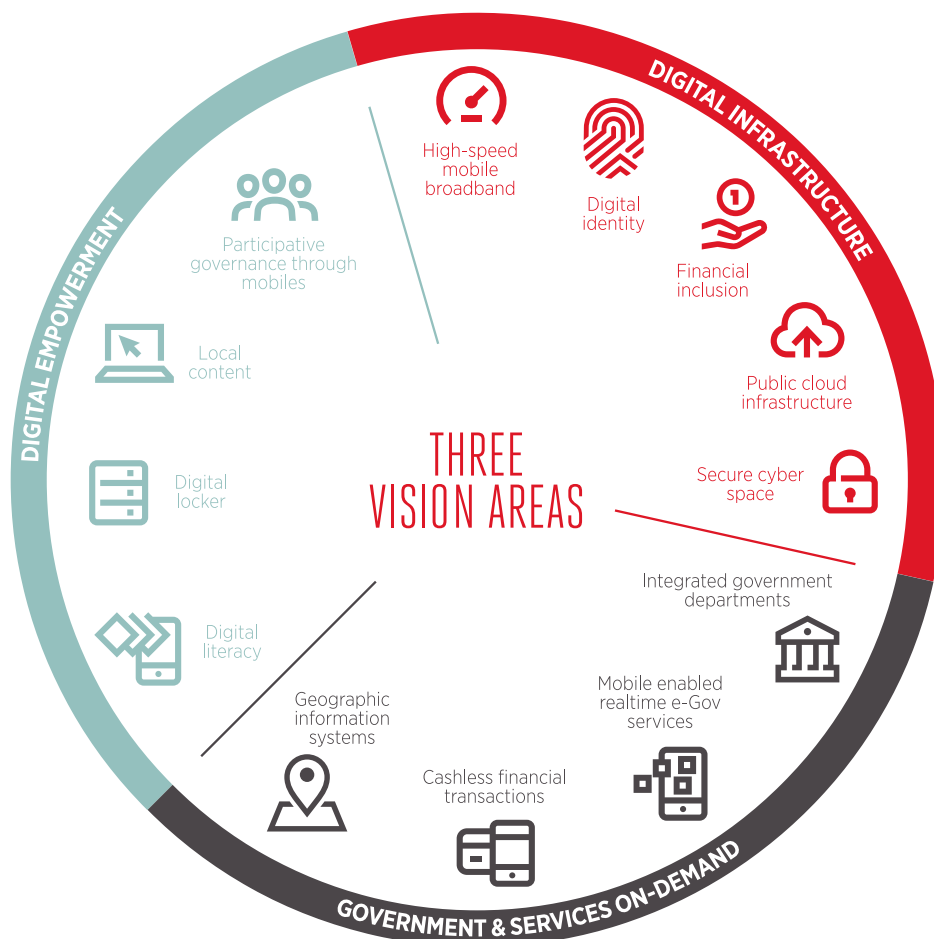 DIGITAL INFRASTRUCTURE
High-speed
mobile
broadband
Digital
identity
1
Financial
inclusion
Public cloud
infrastructure
Secure cyber
space
THREE
VISION AREAS
Integrated government
departments
Mobile enabled
realtime e-Gov
services
Cashless financial
transactions
Geographic
information
systems
GOVERNMENT & SERVICES ON-DEMAND
DIGITAL EMPOWERMENT
Participative
governance through
mobiles
Local
content
Digital
locker
Digital
literacy